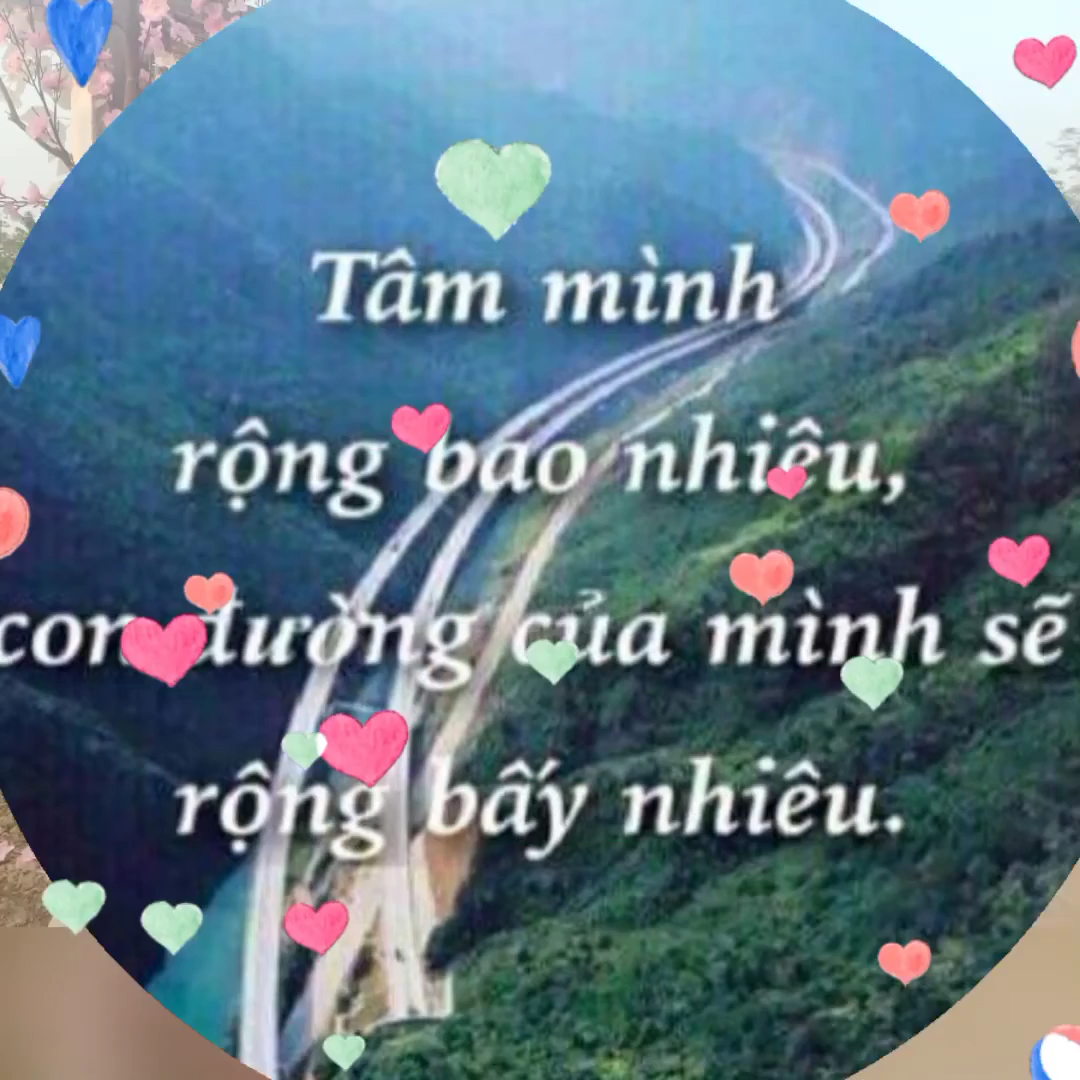 Tâm mình
rộng bao nhiêu,
con đường của mình sẽ
rộng bấy nhiêu.